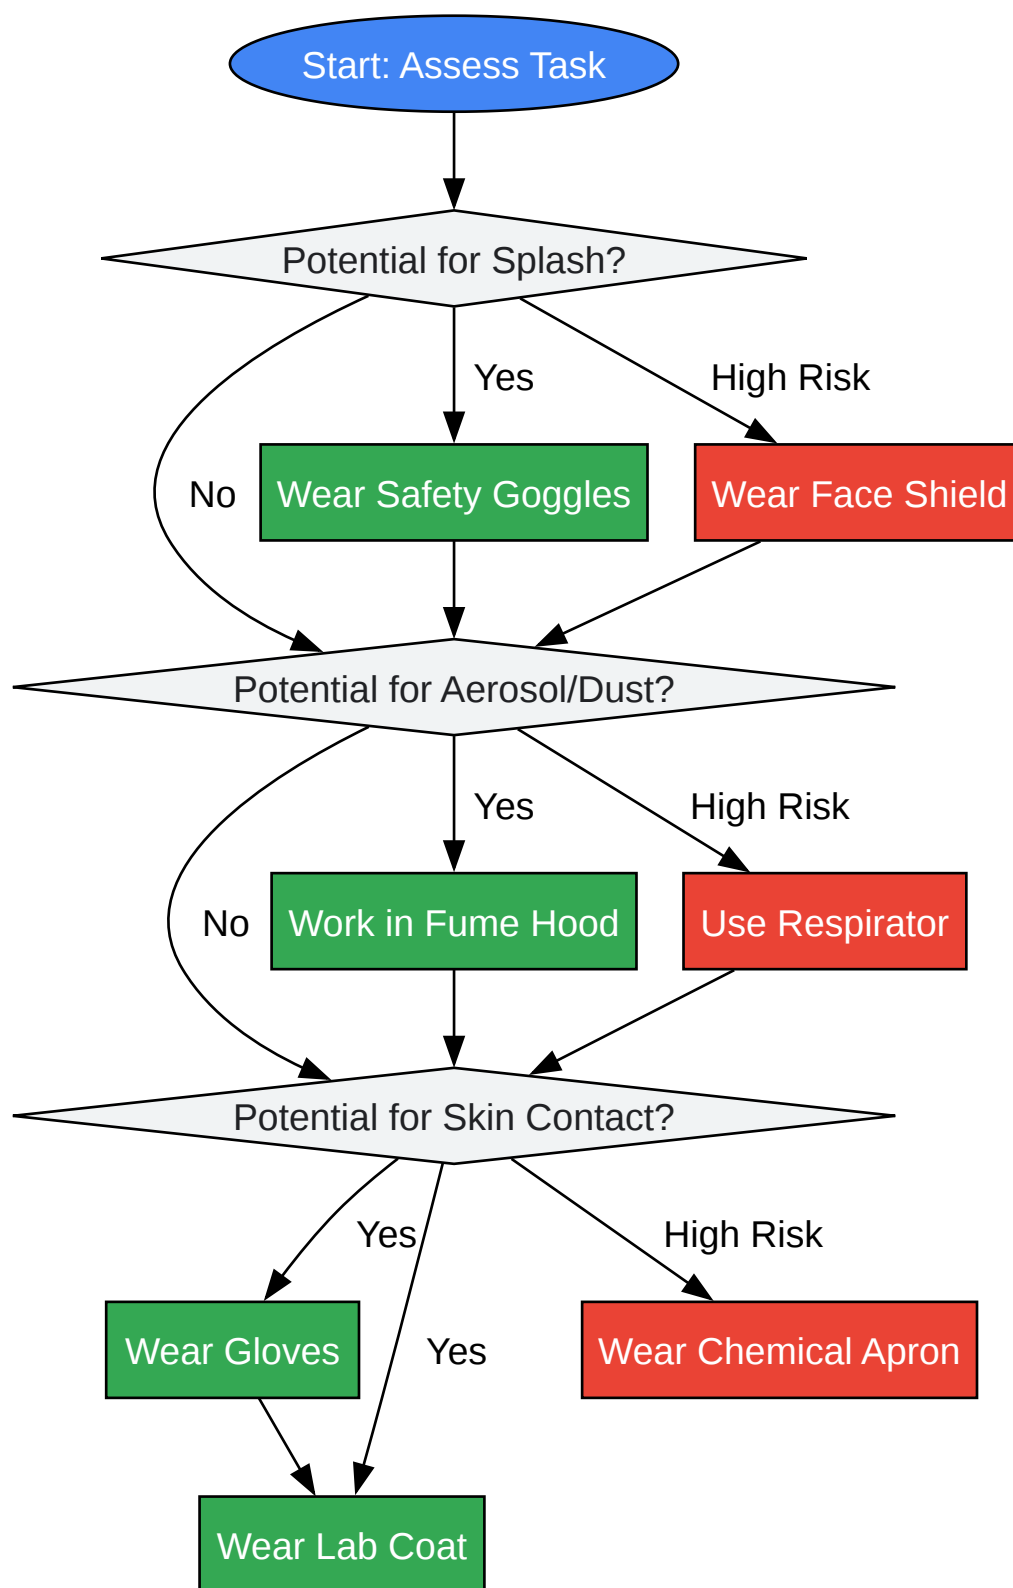 Start: Assess Task
Potential for Splash?
Yes
High Risk
No
Wear Safety Goggles
Wear Face Shield
Potential for Aerosol/Dust?
Yes
High Risk
No
Work in Fume Hood
Use Respirator
Potential for Skin Contact?
Yes
High Risk
Wear Gloves
Yes
Wear Chemical Apron
Wear Lab Coat